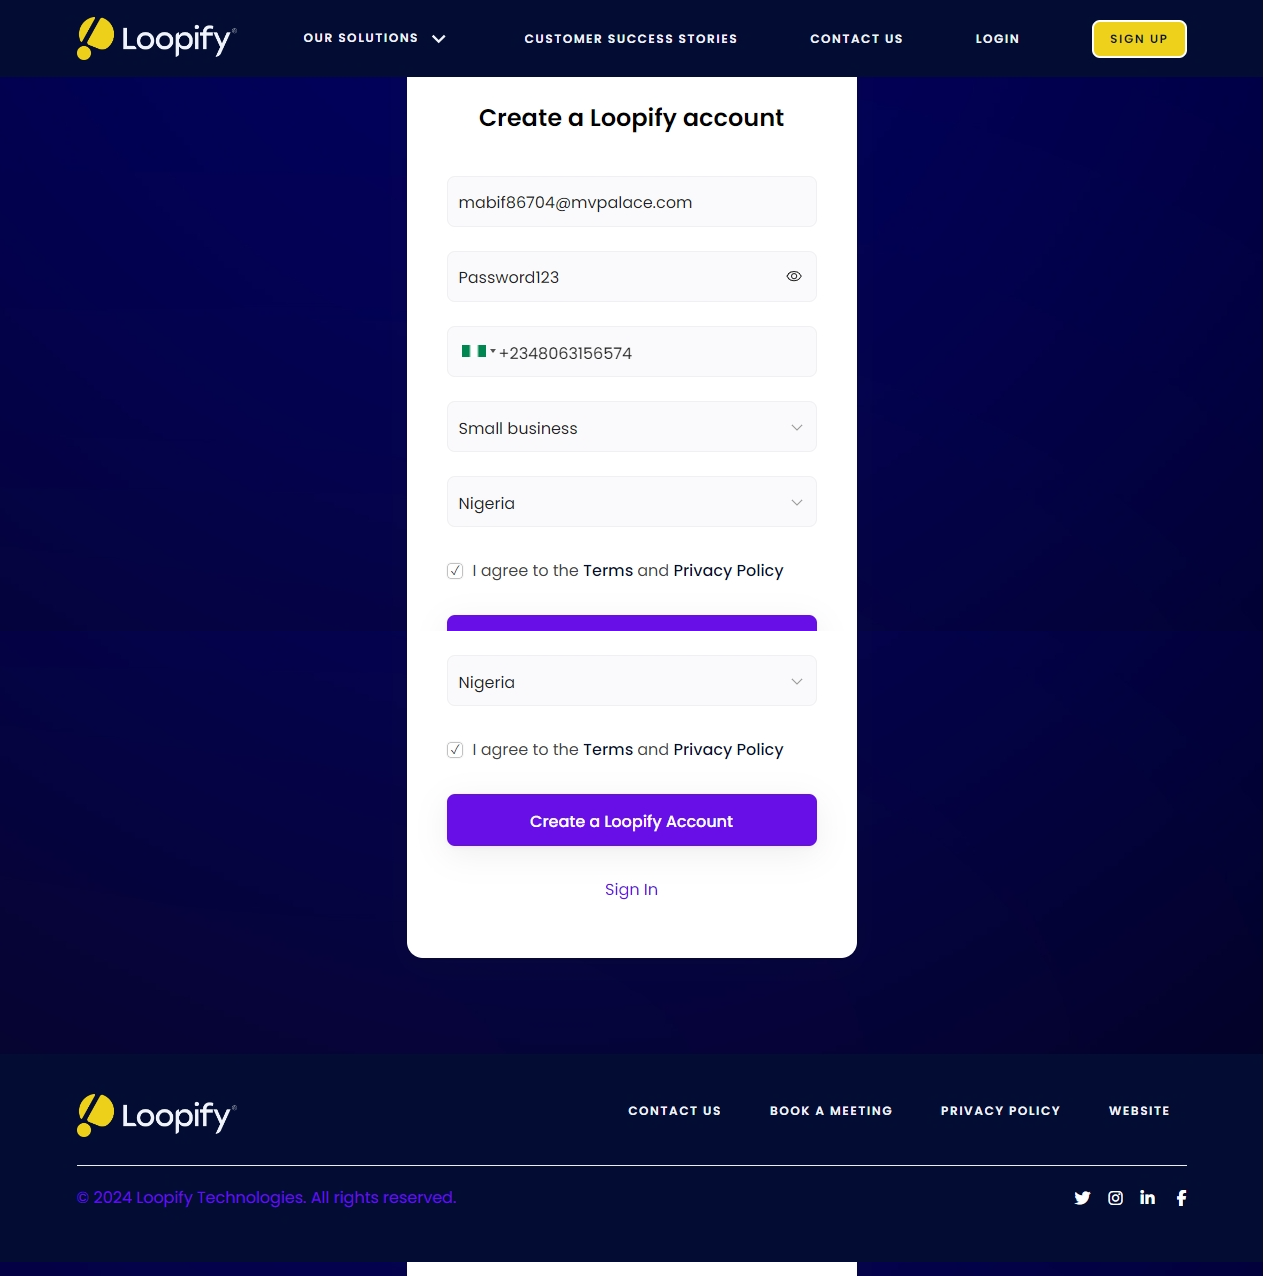 Loopify®
OUR SOLUTIONS
CUSTOMER SUCCESS STORIES
CONTACT US
LOGIN
SIGN UP
Create a Loopify account
mabif86704@mvpalace.com
Password123
+2348063156574
Small business
Nigeria
I agree to the Terms and Privacy Policy
Nigeria
I agree to the Terms and Privacy Policy
Create a Loopify Account
Sign In
Loopify®
CONTACT US
BOOK A MEETING
PRIVACY POLICY
WEBSITE
© 2024 Loopify Technologies. All rights reserved.